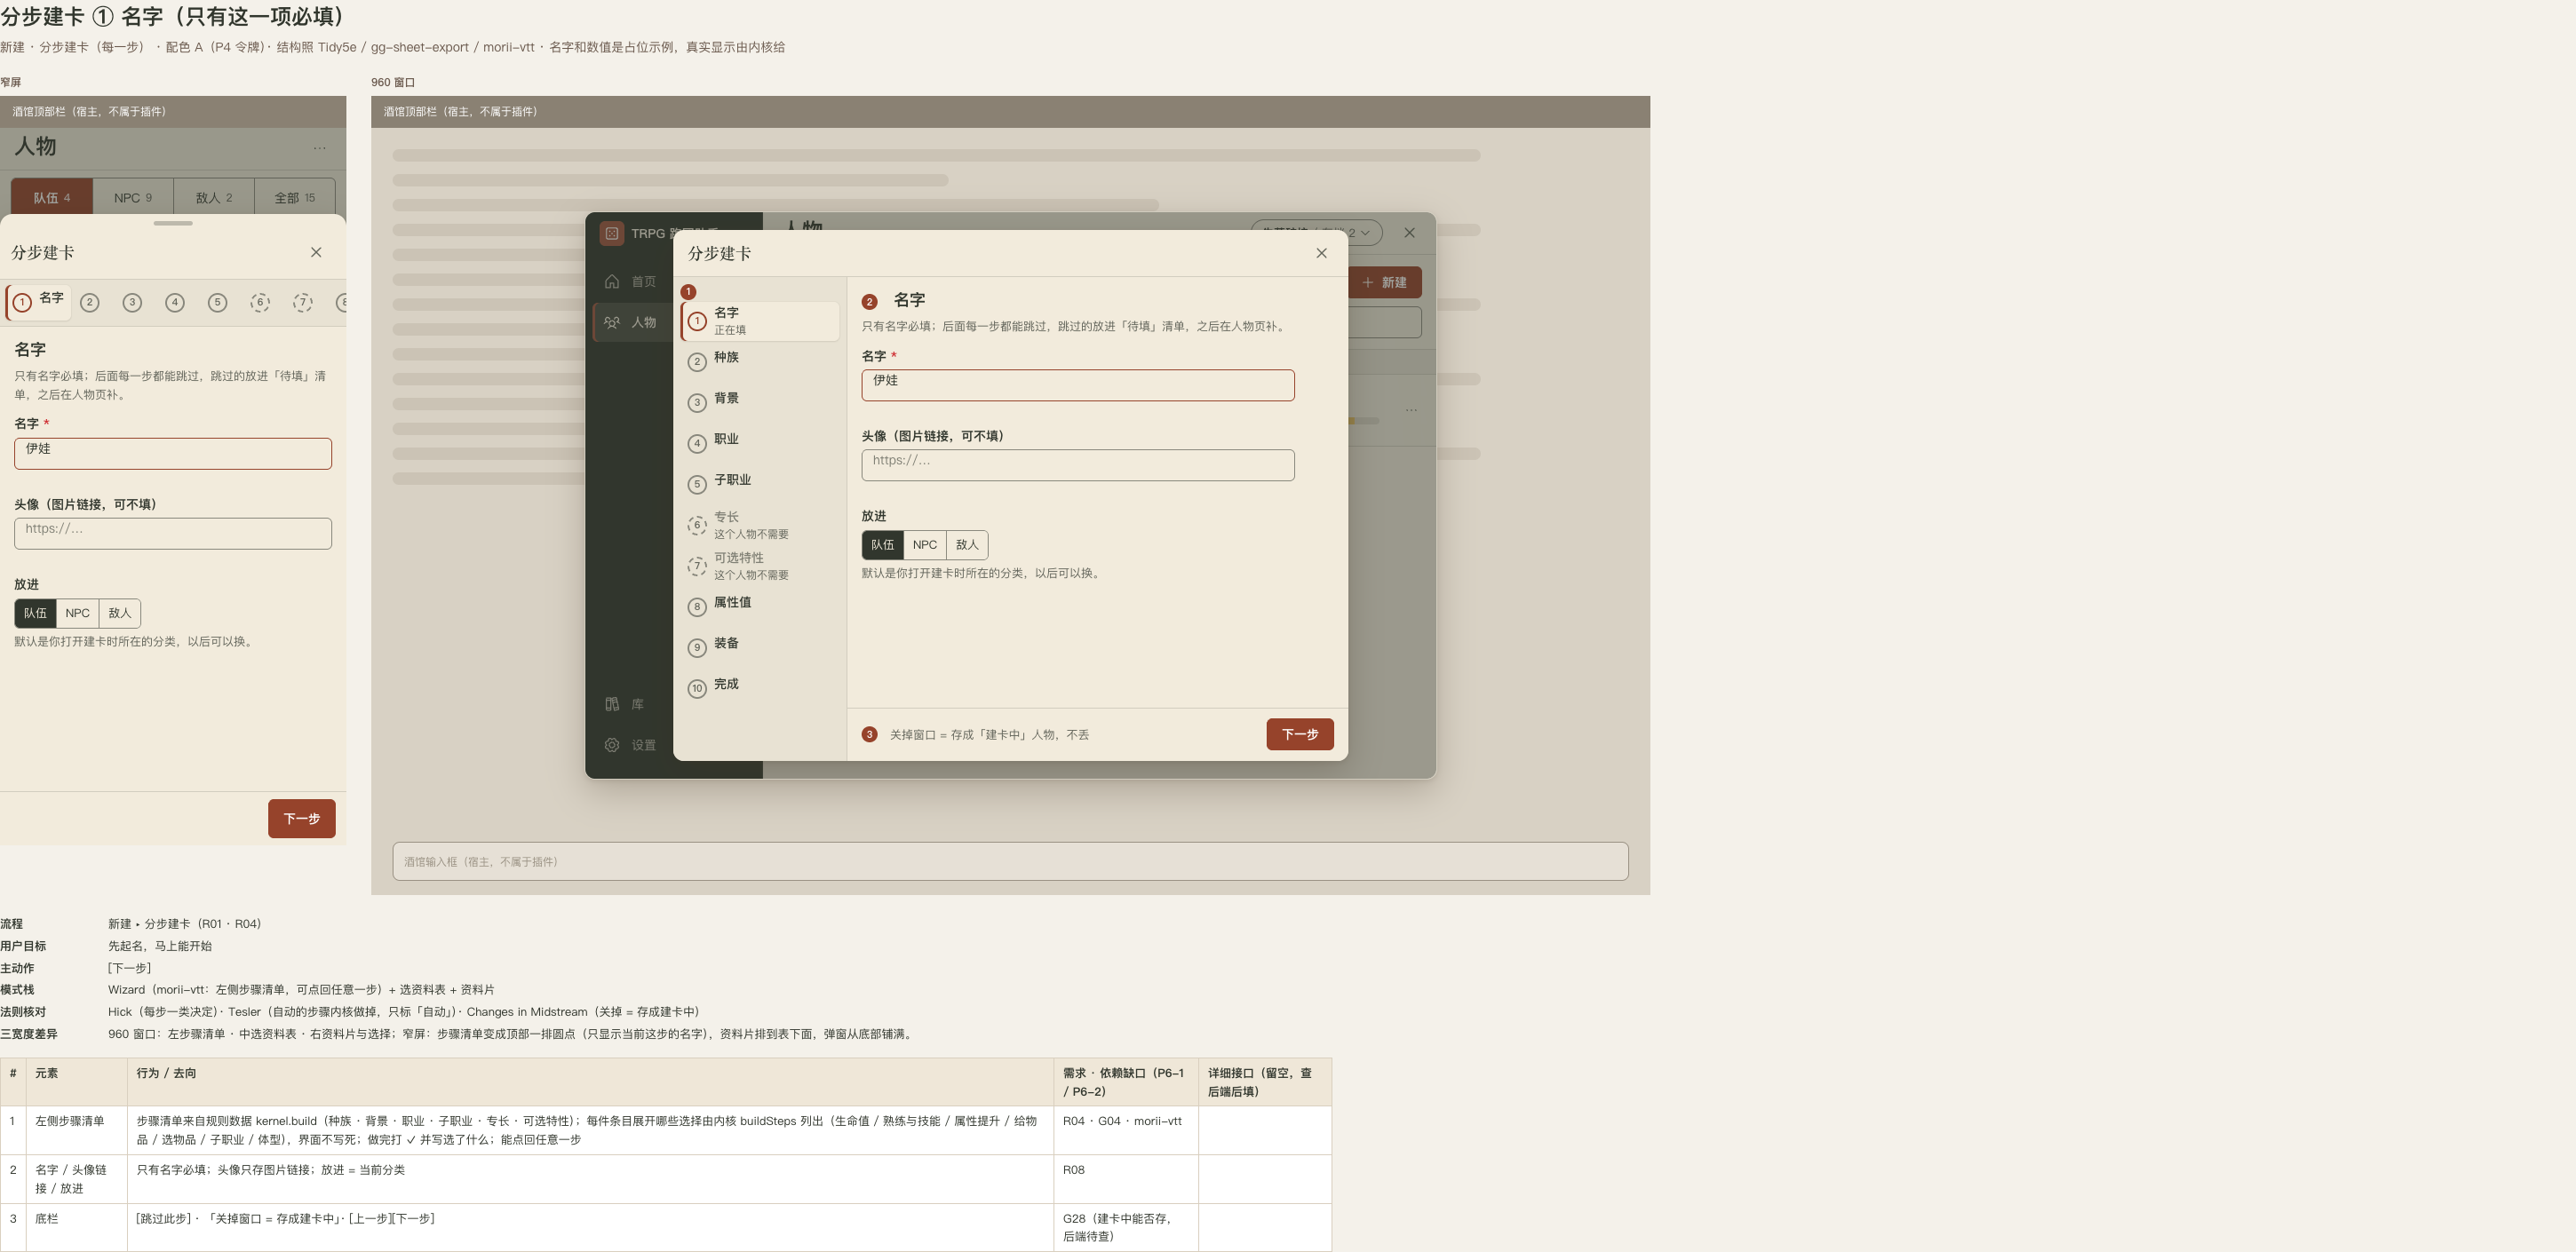 分步建卡 ① 名字（只有这一项必填）
新建 · 分步建卡（每一步） · 配色 A（P4 令牌）· 结构照 Tidy5e / gg-sheet-export / morii-vtt · 名字和数值是占位示例，真实显示由内核给
窄屏
酒馆顶部栏（宿主，不属于插件）
人物
…
队伍 4
NPC 9
敌人 2
全部 15
分步建卡
1 名字 2 3 4 5 6 7 8
名字
只有名字必填；后面每一步都能跳过，跳过的放进「待填」清
单，之后在人物页补。
名字 *
伊娃
头像（图片链接，可不填）
https://…
放进
队伍 NPC 敌人
默认是你打开建卡时所在的分类，以后可以换。
下一步
960 窗口
酒馆顶部栏（宿主，不属于插件）
TRPG
人物
2
首页
人物
库
设置
新建
…
分步建卡
1
1 名字
正在填
2 种族
3 背景
4 职业
5 子职业
6 专长
这个人物不需要
7 可选特性
这个人物不需要
8 属性值
9 装备
10 完成
2 名字
只有名字必填；后面每一步都能跳过，跳过的放进「待填」清单，之后在人物页补。
名字 *
伊娃
头像（图片链接，可不填）
https://…
放进
队伍 NPC 敌人
默认是你打开建卡时所在的分类，以后可以换。
3 关掉窗口 = 存成「建卡中」人物，不丢
下一步
酒馆输入框（宿主，不属于插件）
流程 新建 ▸ 分步建卡（R01 · R04）
用户目标 先起名，马上能开始
主动作 [下一步]
模式栈 Wizard（morii-vtt：左侧步骤清单，可点回任意一步）+ 选资料表 + 资料片
法则核对 Hick（每步一类决定）· Tesler（自动的步骤内核做掉，只标「自动」）· Changes in Midstream（关掉 = 存成建卡中）
三宽度差异 960 窗口：左步骤清单 · 中选资料表 · 右资料片与选择；窄屏：步骤清单变成顶部一排圆点（只显示当前这步的名字），资料片排到表下面，弹窗从底部铺满。
# 元素 行为 / 去向 需求 · 依赖缺口（P6-1
/ P6-2） 详细接口（留空，查
后端后填）
1 左侧步骤清单 步骤清单来自规则数据 kernel.build（种族 · 背景 · 职业 · 子职业 · 专长 · 可选特性）；每件条目展开哪些选择由内核 buildSteps 列出（生命值 / 熟练与技能 / 属性提升 / 给物
品 / 选物品 / 子职业 / 体型），界面不写死；做完打 ✓ 并写选了什么；能点回任意一步 R04 · G04 · morii-vtt
2 名字 / 头像链
接 / 放进 只有名字必填；头像只存图片链接；放进 = 当前分类 R08
3 底栏 [跳过此步] · 「关掉窗口 = 存成建卡中」· [上一步][下一步] G28（建卡中能否存，
后端待查）